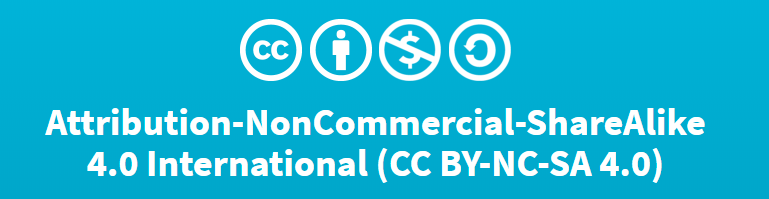 cc
Attribution-NonCommercial-ShareAlike
4.0 International (CC BY-NC-SA 4.0)